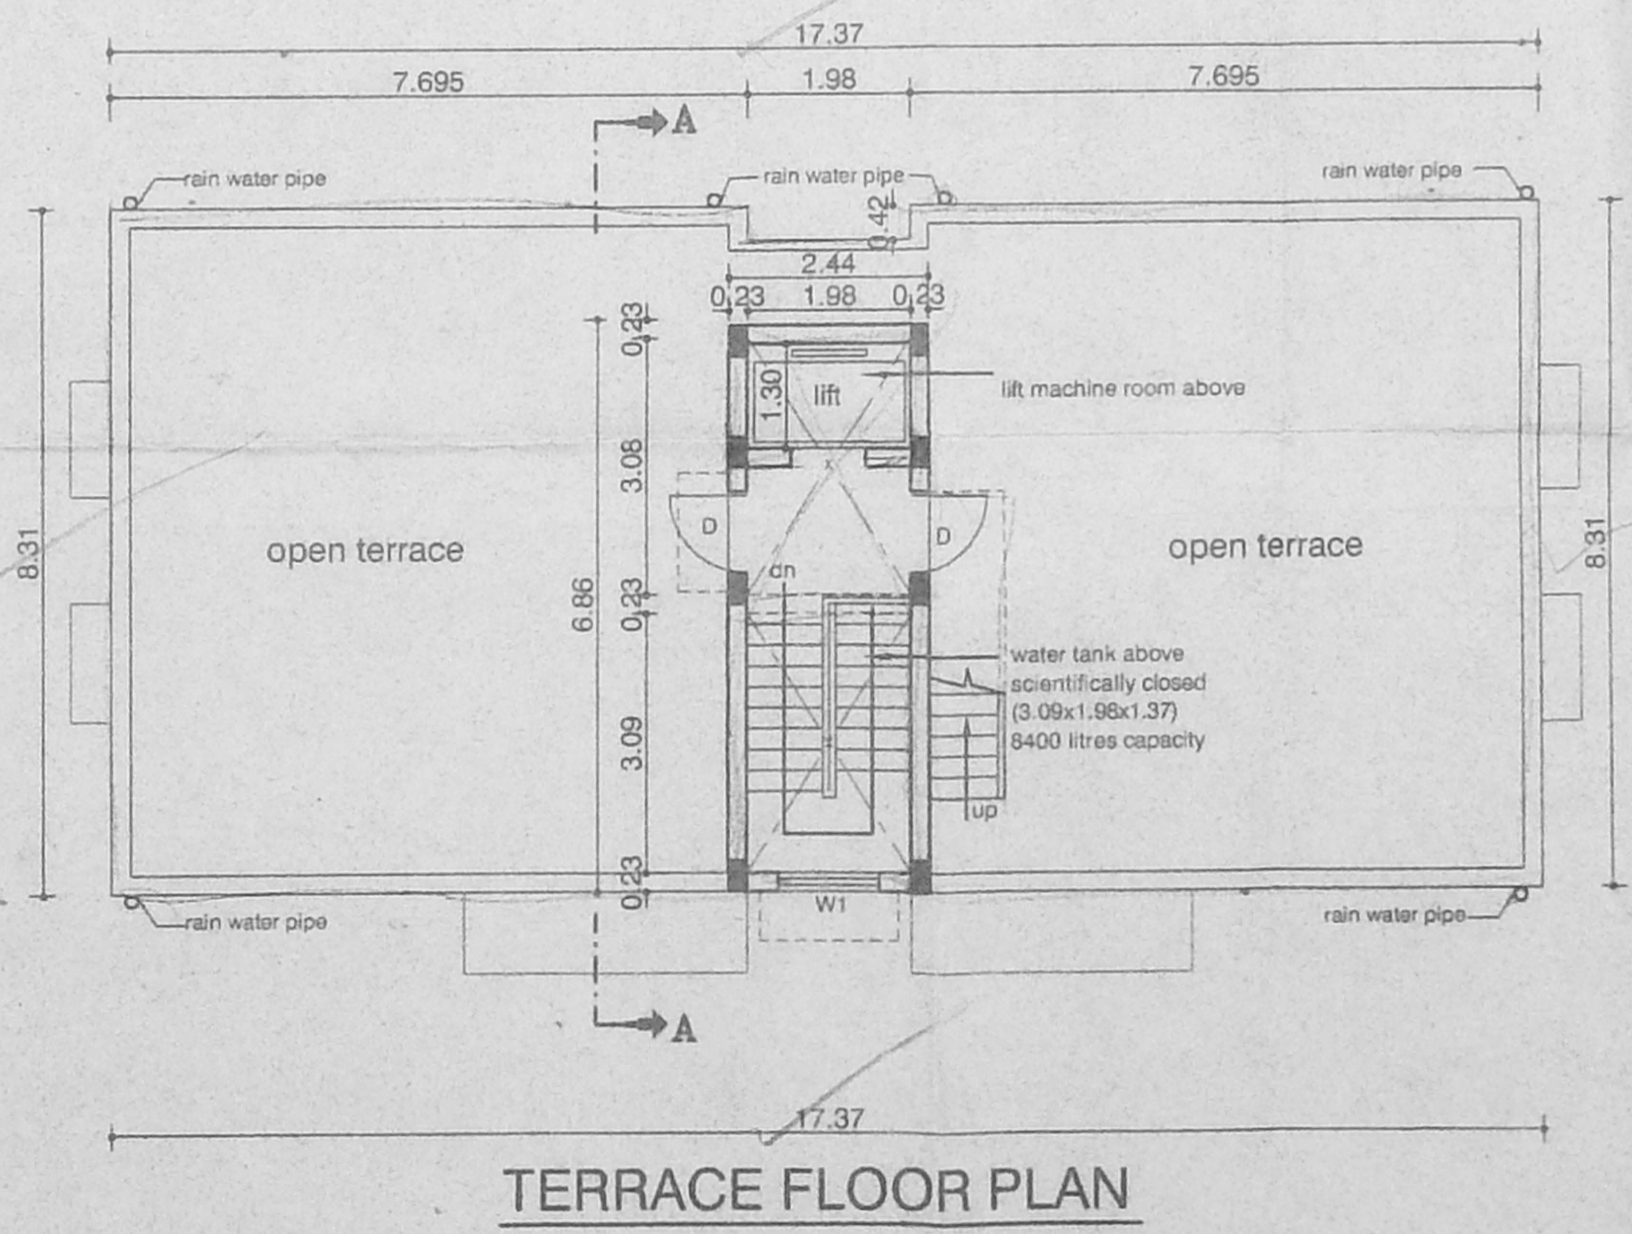 17.37
7.695 1.98 7.695
A
rain water pipe
rain water pipe
rain water pipe
0.42
2.44
0.23 1.98 0.23
0.23
1.30
lift
lift machine room above
3.08
8.31
open terrace
D
D
open terrace
8.31
dn
6.86
0.23
water tank above
scientifically closed
(3.09x1.98x1.37)
8400 litres capacity
3.09
up
0.23
W1
rain water pipe
rain water pipe
A
17.37
TERRACE FLOOR PLAN